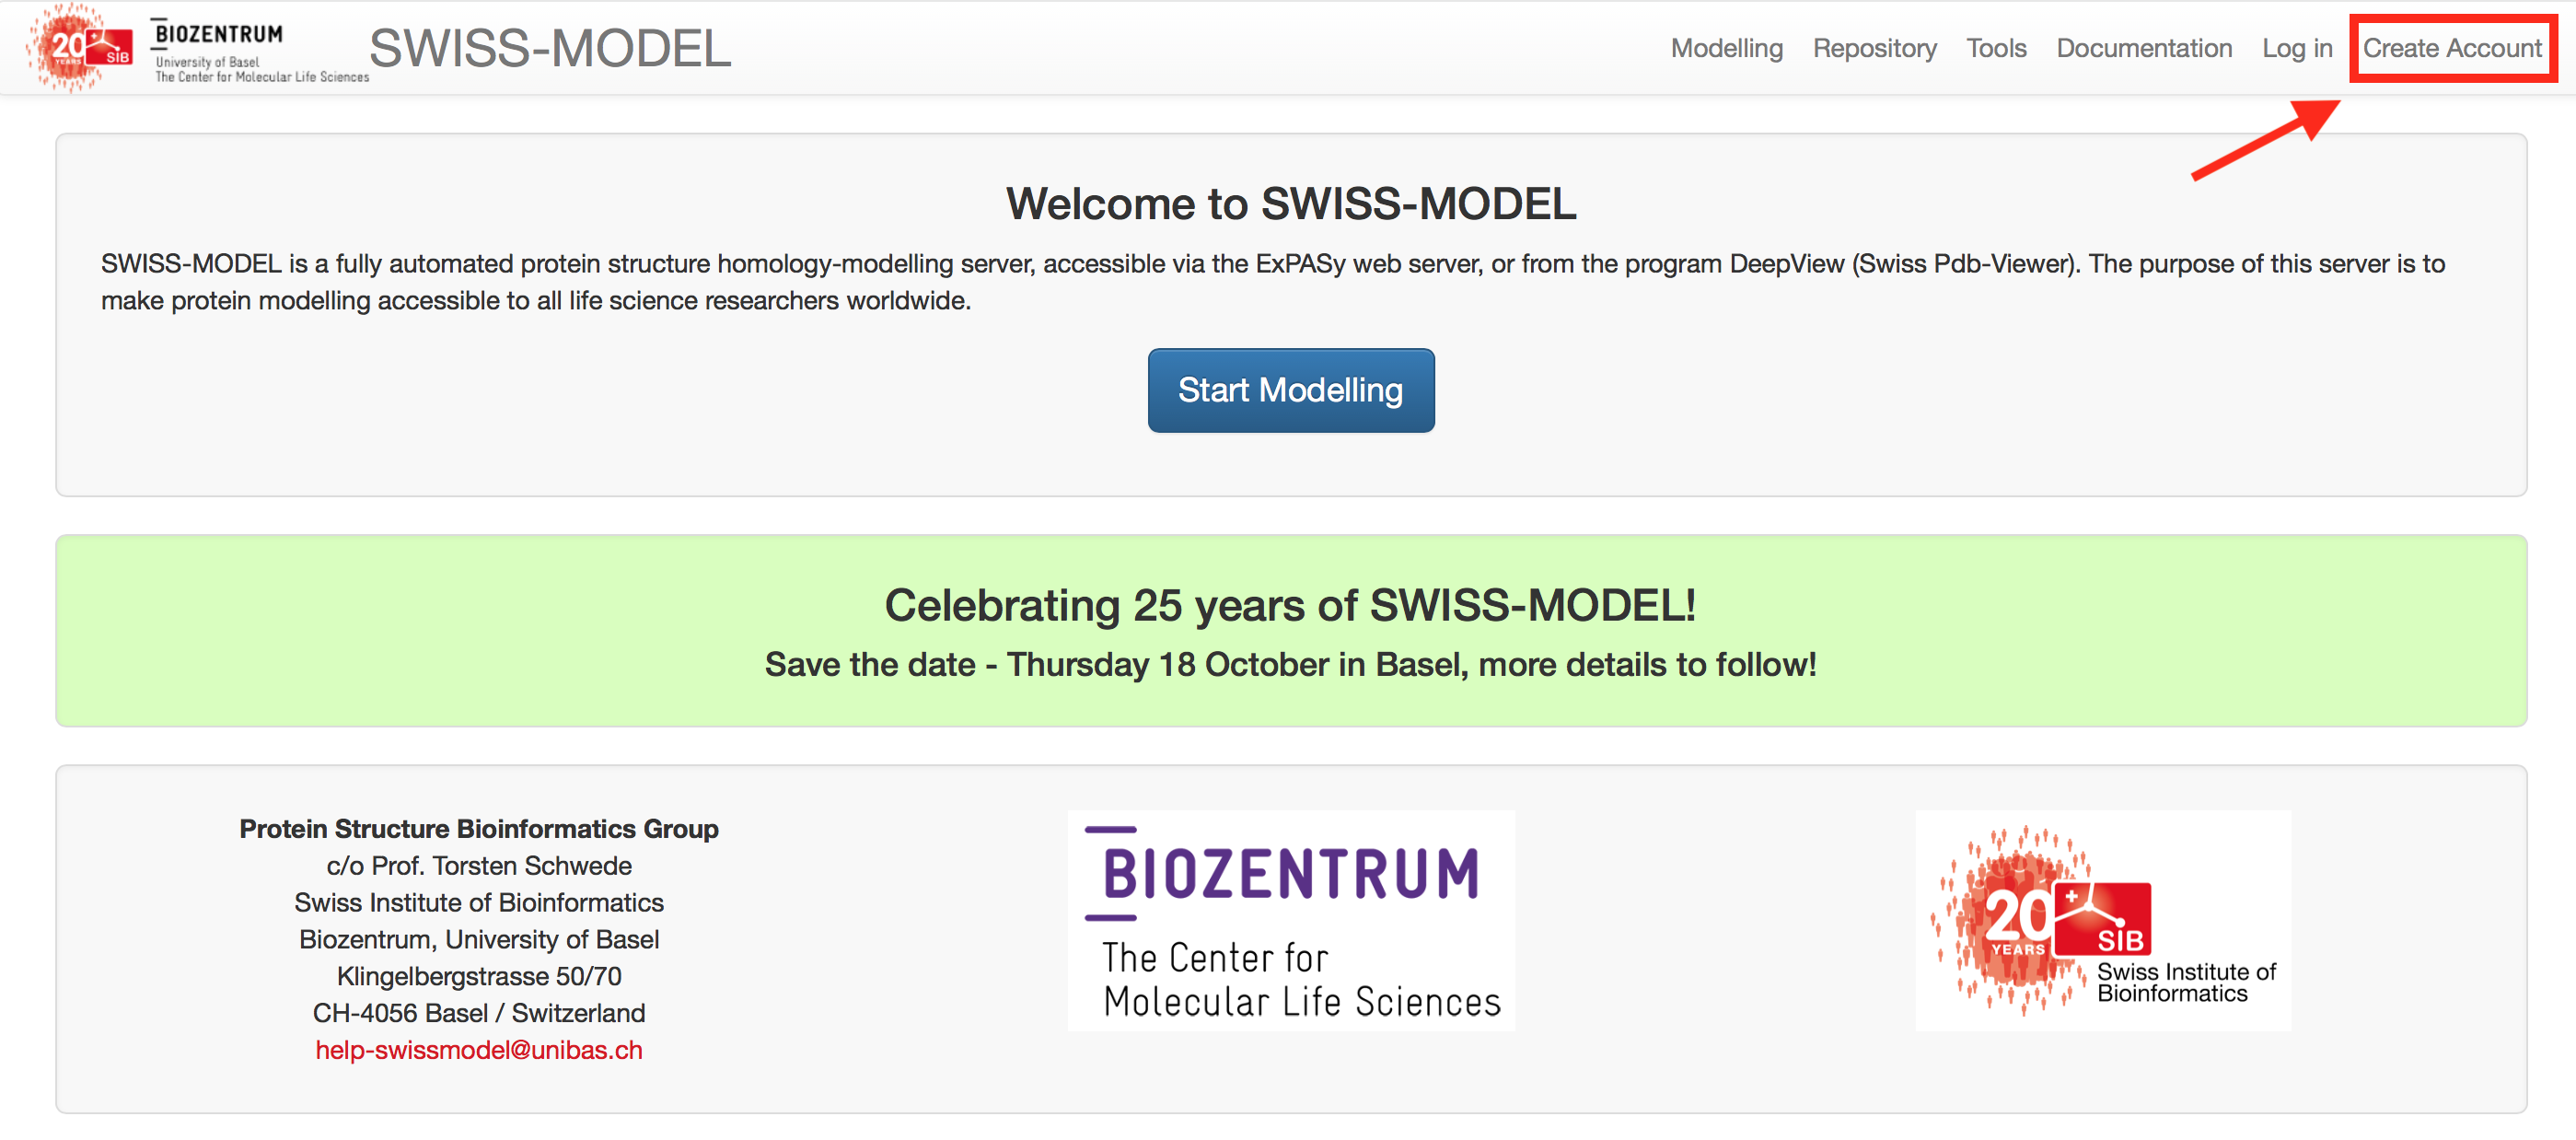 20 YEARS SIB
BIOZENTRUM
University of Basel
The Center for Molecular Life Sciences
SWISS-MODEL
Modelling Repository Tools Documentation Log in Create Account
Welcome to SWISS-MODEL
SWISS-MODEL is a fully automated protein structure homology-modelling server, accessible via the ExPASy web server, or from the program DeepView (Swiss Pdb-Viewer). The purpose of this server is to
make protein modelling accessible to all life science researchers worldwide.
Start Modelling
Celebrating 25 years of SWISS-MODEL!
Save the date - Thursday 18 October in Basel, more details to follow!
Protein Structure Bioinformatics Group
c/o Prof. Torsten Schwede
Swiss Institute of Bioinformatics
Biozentrum, University of Basel
Klingelbergstrasse 50/70
CH-4056 Basel / Switzerland
help-swissmodel@unibas.ch
BIOZENTRUM
The Center for
Molecular Life Sciences
20
YEARS
SIB
Swiss Institute of
Bioinformatics